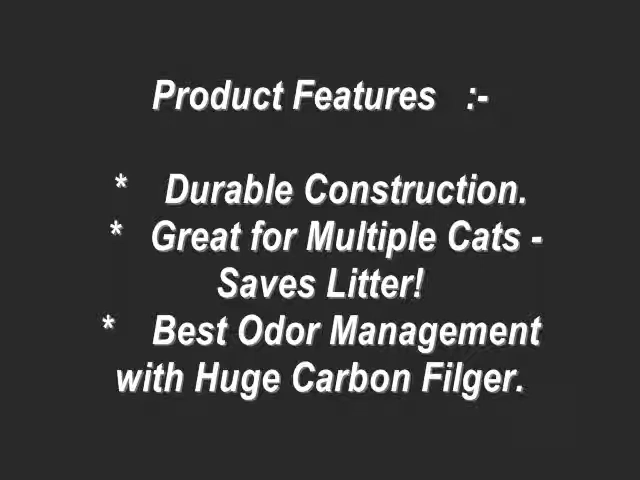 Product Features :-
* Durable Construction.
* Great for Multiple Cats -
Saves Litter!
* Best Odor Management
with Huge Carbon Filger.